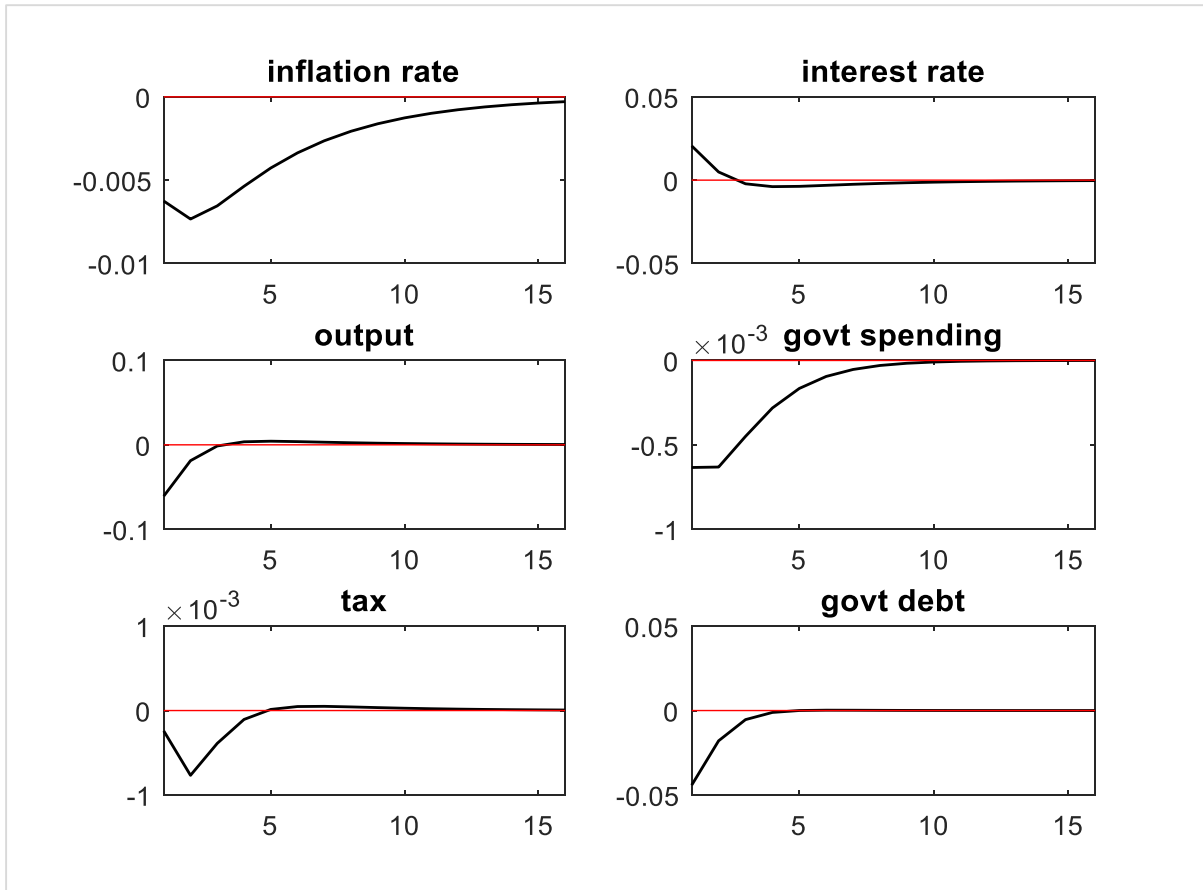 inflation rate
0
-0.005
-0.01
5 10 15
interest rate
0.05
0
-0.05
5 10 15
output
0.1
0
-0.1
5 10 15
×10⁻³ govt spending
0
-0.5
-1
5 10 15
×10⁻³ tax
1
0
-1
5 10 15
govt debt
0.05
0
-0.05
5 10 15